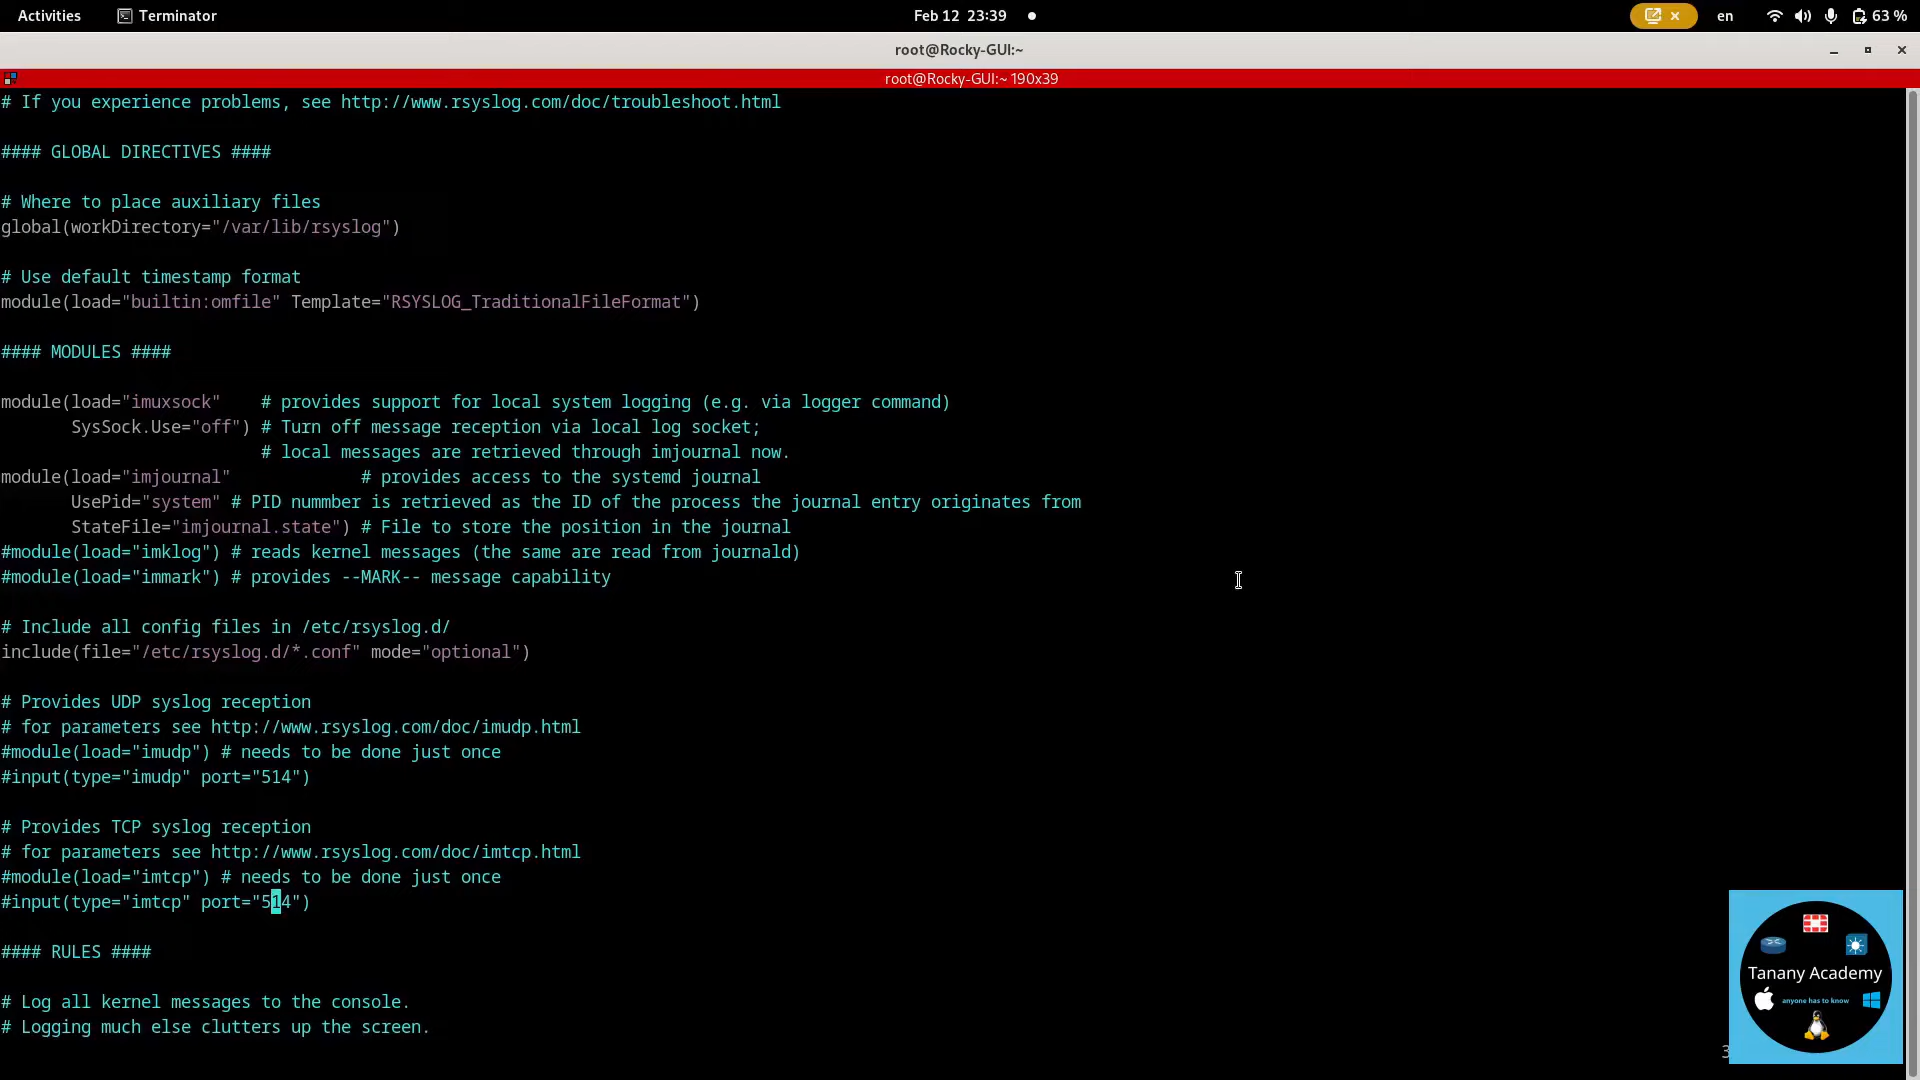 Activities
Terminator
Feb 12 23:39
en
63 %
root@Rocky-GUI:~
root@Rocky-GUI:~ 190x39
# If you experience problems, see http://www.rsyslog.com/doc/troubleshoot.html
#### GLOBAL DIRECTIVES ####
# Where to place auxiliary files
global(workDirectory="/var/lib/rsyslog")
# Use default timestamp format
module(load="builtin:omfile" Template="RSYSLOG_TraditionalFileFormat")
#### MODULES ####
module(load="imuxsock"    # provides support for local system logging (e.g. via logger command)
       SysSock.Use="off") # Turn off message reception via local log socket;
                          # local messages are retrieved through imjournal now.
module(load="imjournal"             # provides access to the systemd journal
       UsePid="system" # PID nummber is retrieved as the ID of the process the journal entry originates from
       StateFile="imjournal.state") # File to store the position in the journal
#module(load="imklog") # reads kernel messages (the same are read from journald)
#module(load="immark") # provides --MARK-- message capability
# Include all config files in /etc/rsyslog.d/
include(file="/etc/rsyslog.d/*.conf" mode="optional")
# Provides UDP syslog reception
# for parameters see http://www.rsyslog.com/doc/imudp.html
#module(load="imudp") # needs to be done just once
#input(type="imudp" port="514")
# Provides TCP syslog reception
# for parameters see http://www.rsyslog.com/doc/imtcp.html
#module(load="imtcp") # needs to be done just once
#input(type="imtcp" port="514")
#### RULES ####
# Log all kernel messages to the console.
# Logging much else clutters up the screen.
Tanany Academy
anyone has to know